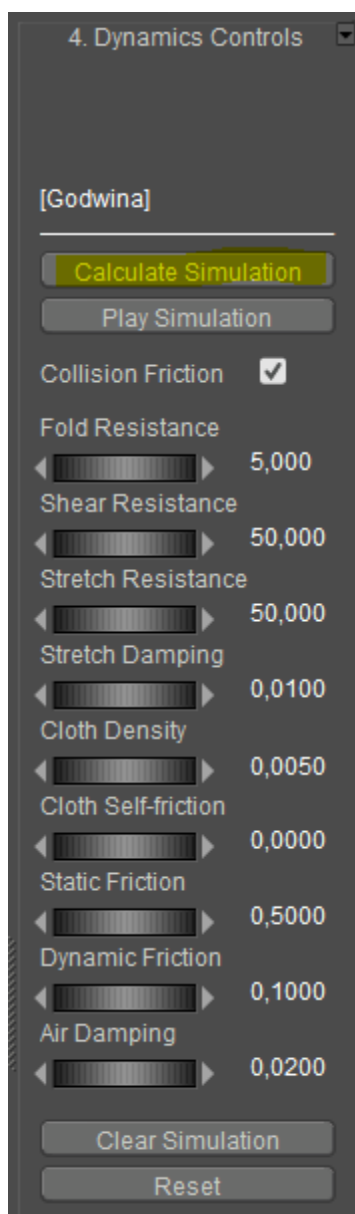 4. Dynamics Controls
[Godwina]
Calculate Simulation
Play Simulation
Collision Friction
Fold Resistance
5,000
Shear Resistance
50,000
Stretch Resistance
50,000
Stretch Damping
0,0100
Cloth Density
0,0050
Cloth Self-friction
0,0000
Static Friction
0,5000
Dynamic Friction
0,1000
Air Damping
0,0200
Clear Simulation
Reset